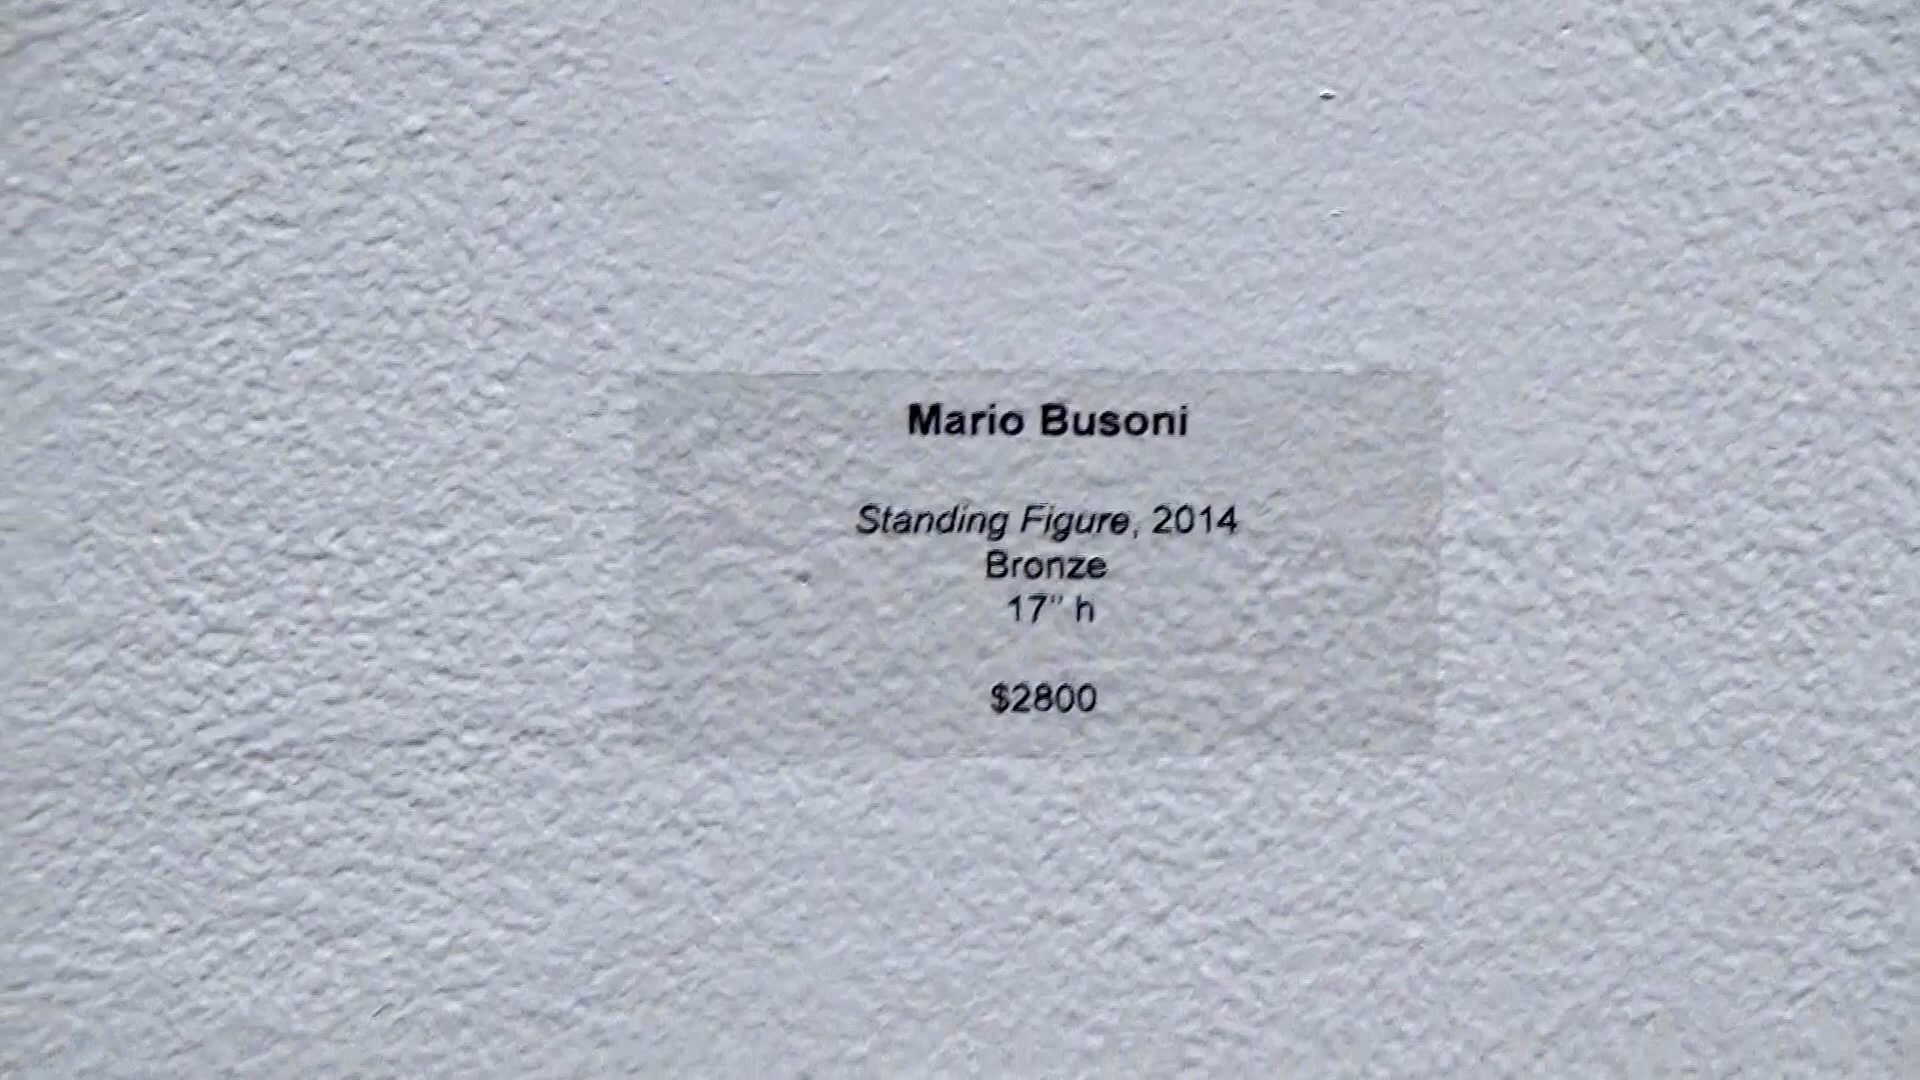 Mario Busoni
Standing Figure, 2014
Bronze
17" h
$2800